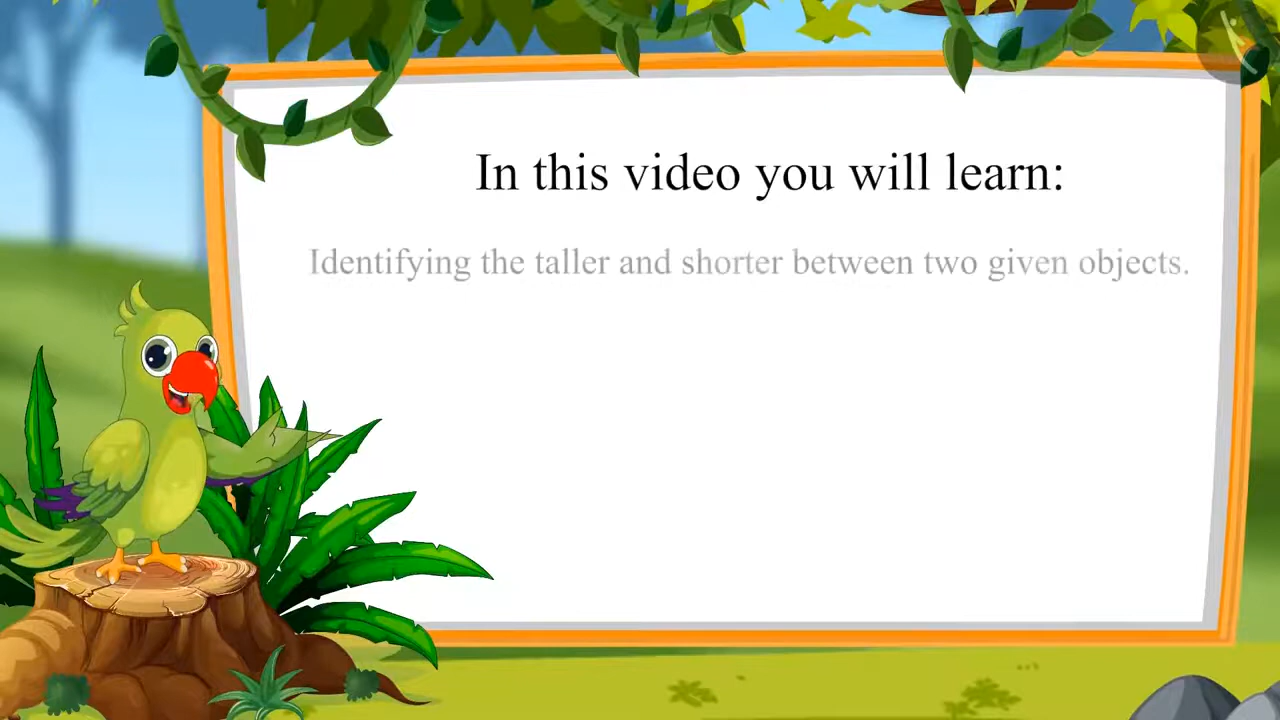 In this video you will learn:
Identifying the taller and shorter between two given objects.